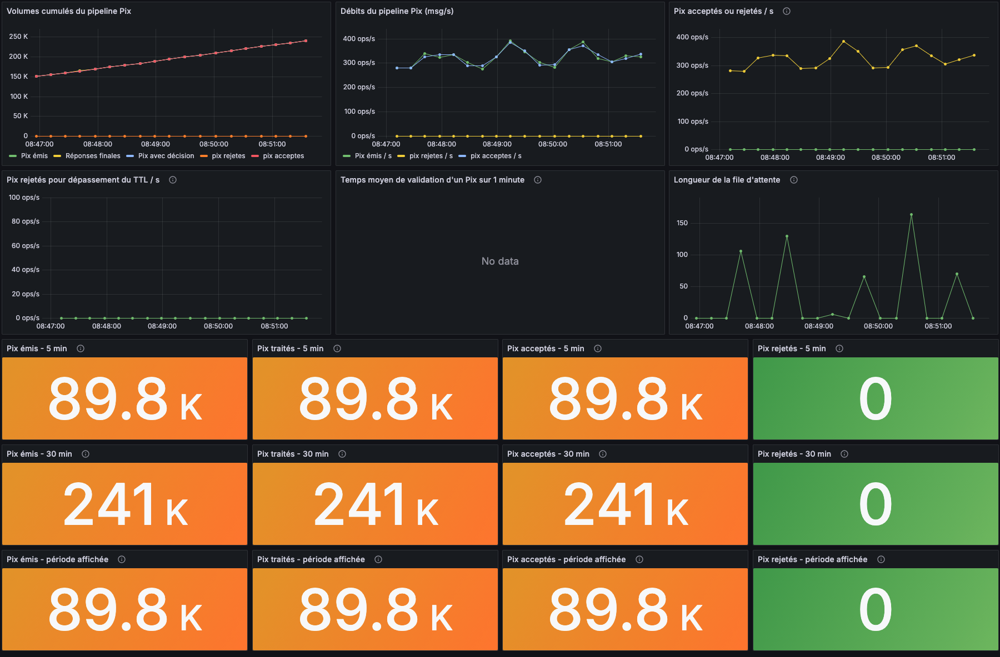 Volumes cumulés du pipeline Pix
250 K
200 K
150 K
100 K
50 K
0
08:47:00 08:48:00 08:49:00 08:50:00 08:51:00
Pix émis Réponses finales Pix avec décision pix rejetes pix acceptes
Débits du pipeline Pix (msg/s)
400 ops/s
300 ops/s
200 ops/s
100 ops/s
0 ops/s
08:47:00 08:48:00 08:49:00 08:50:00 08:51:00
Pix émis / s pix rejetes / s pix acceptes / s
Pix acceptés ou rejetés / s
400 ops/s
300 ops/s
200 ops/s
100 ops/s
0 ops/s
08:47:00 08:48:00 08:49:00 08:50:00 08:51:00
Pix rejetés pour dépassement du TTL / s
100 ops/s
80 ops/s
60 ops/s
40 ops/s
20 ops/s
0 ops/s
08:47:00 08:48:00 08:49:00 08:50:00 08:51:00
Temps moyen de validation d'un Pix sur 1 minute
No data
Longueur de la file d'attente
150
100
50
0
08:47:00 08:48:00 08:49:00 08:50:00 08:51:00
Pix émis - 5 min
89.8 K
Pix traités - 5 min
89.8 K
Pix acceptés - 5 min
89.8 K
Pix rejetés - 5 min
0
Pix émis - 30 min
241 K
Pix traités - 30 min
241 K
Pix acceptés - 30 min
241 K
Pix rejetés - 30 min
0
Pix émis - période affichée
89.8 K
Pix traités - période affichée
89.8 K
Pix acceptés - période affichée
89.8 K
Pix rejetés - période affichée
0